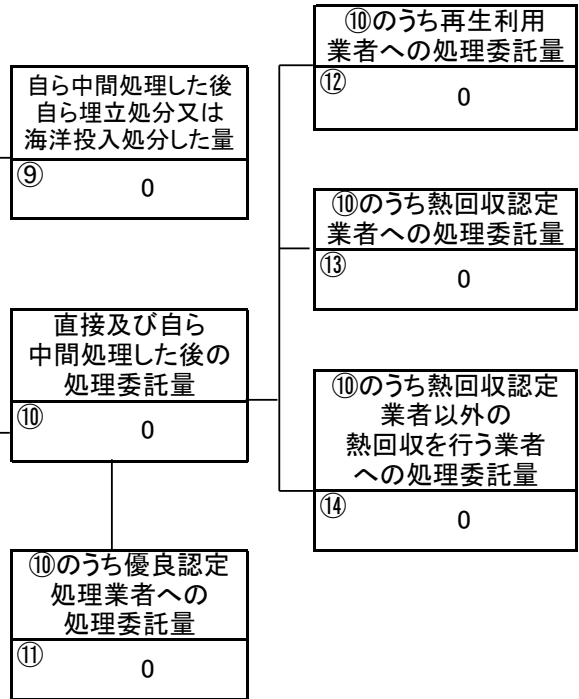 自ら中間処理した後
自ら埋立処分又は
海洋投入処分した量
⑨
0
直接及び自ら
中間処理した後の
処理委託量
⑩
0
⑩のうち優良認定
処理業者への
処理委託量
⑪
0
⑩のうち再生利用
業者への処理委託量
⑫
0
⑩のうち熱回収認定
業者への処理委託量
⑬
0
⑩のうち熱回収認定
業者以外の
熱回収を行う業者
への処理委託量
⑭
0